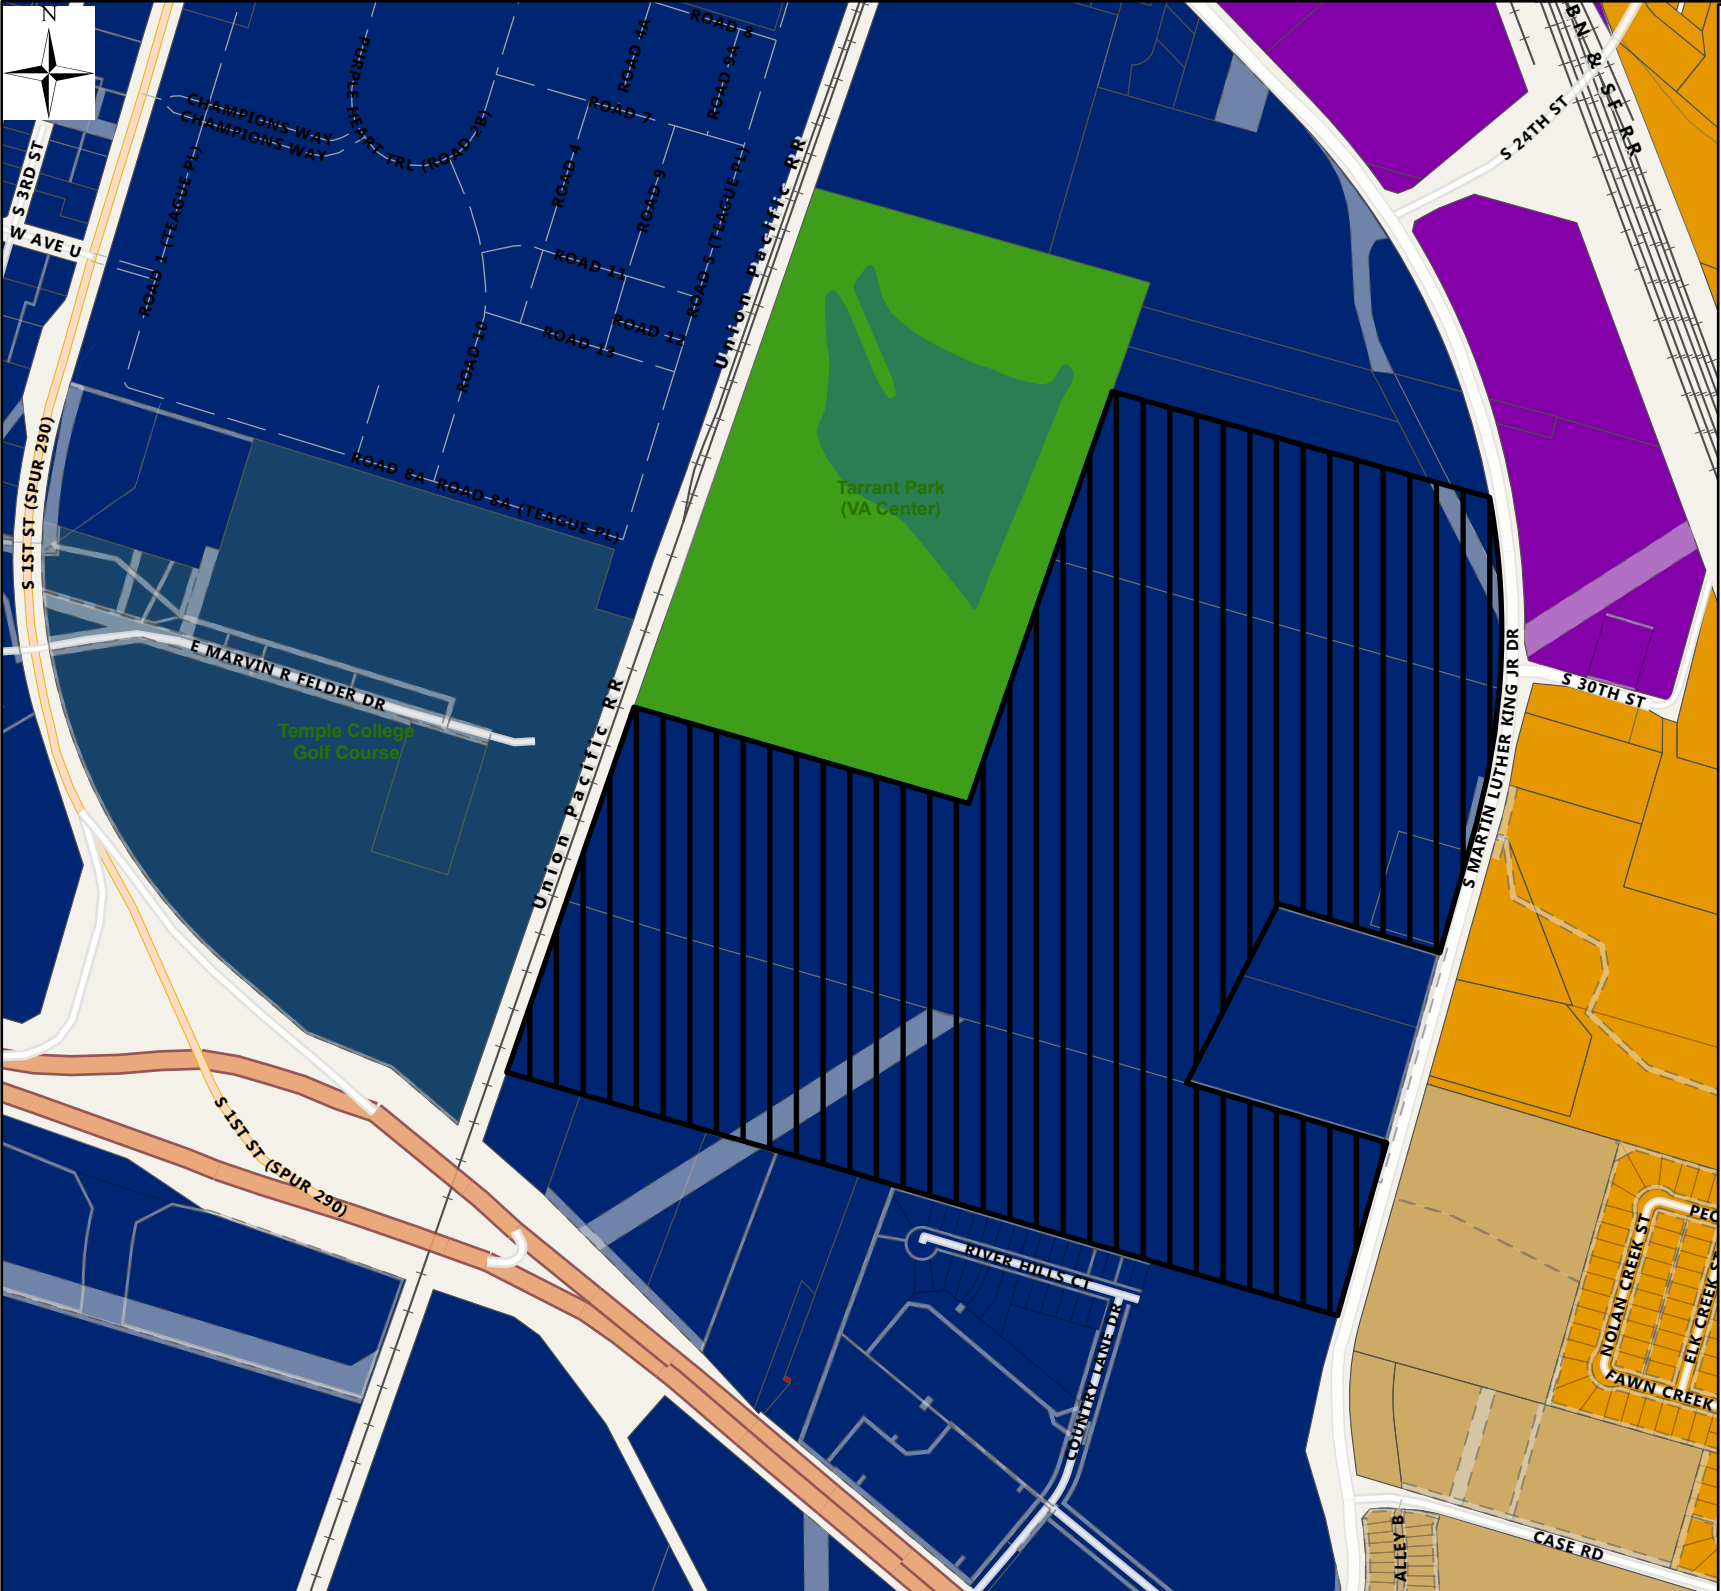 N
ROAD 8
ROAD 4A
ROAD 9A
PURPLE HEART TRL (ROAD 2B)
CHAMPIONS WAY
CHAMPIONS WAY
ROAD 7
BN & SF RR
S 24TH ST
S 3RD ST
W AVE U
ROAD 1 (TEAGUE PL)
ROAD 4
ROAD 9
ROAD 5 (TEAGUE PL)
Union Pacific RR
ROAD 11
ROAD 12
ROAD 13
ROAD 10
S 1ST ST (SPUR 290)
ROAD 8A
ROAD 8A (TEAGUE PL)
Tarrant Park
(VA Center)
E MARVIN R FELDER DR
Temple College
Golf Course
Union Pacific RR
S 30TH ST
S MARTIN LUTHER KING JR DR
S 1ST ST (SPUR 290)
RIVER HILLS CT
COUNTRY LANE DR
PEC
NOLAN CREEK ST
ELK CREEK ST
FAWN CREEK
ALLEY B
CASE RD